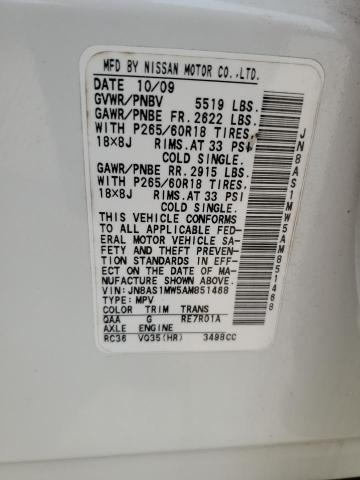 MFD BY NISSAN MOTOR CO.,LTD.
DATE 10/09
GVWR/PNBV 5519 LBS.
GAWR/PNBE FR. 2622 LBS.
WITH P265/60R18 TIRES,
18X8J RIMS. AT 33 PSI
COLD SINGLE.
GAWR/PNBE RR. 2915 LBS.
WITH P265/60R18 TIRES,
18X8J RIMS. AT 33 PSI
COLD SINGLE.
THIS VEHICLE CONFORMS
TO ALL APPLICABLE FED-
ERAL MOTOR VEHICLE SA-
FETY AND THEFT PREV-
ENTION STANDARDS IN EFF-
ECT ON THE DATE OF MA-
NUFACTURE SHOWN ABOVE.
VIN: JN8AS1MW5AM851468
TYPE: MPV
COLOR TRIM TRANS
QAA G RE7R01A
AXLE ENGINE
RC36 VQ35(HR) 3498CC
JN8AS1MW5AM851468